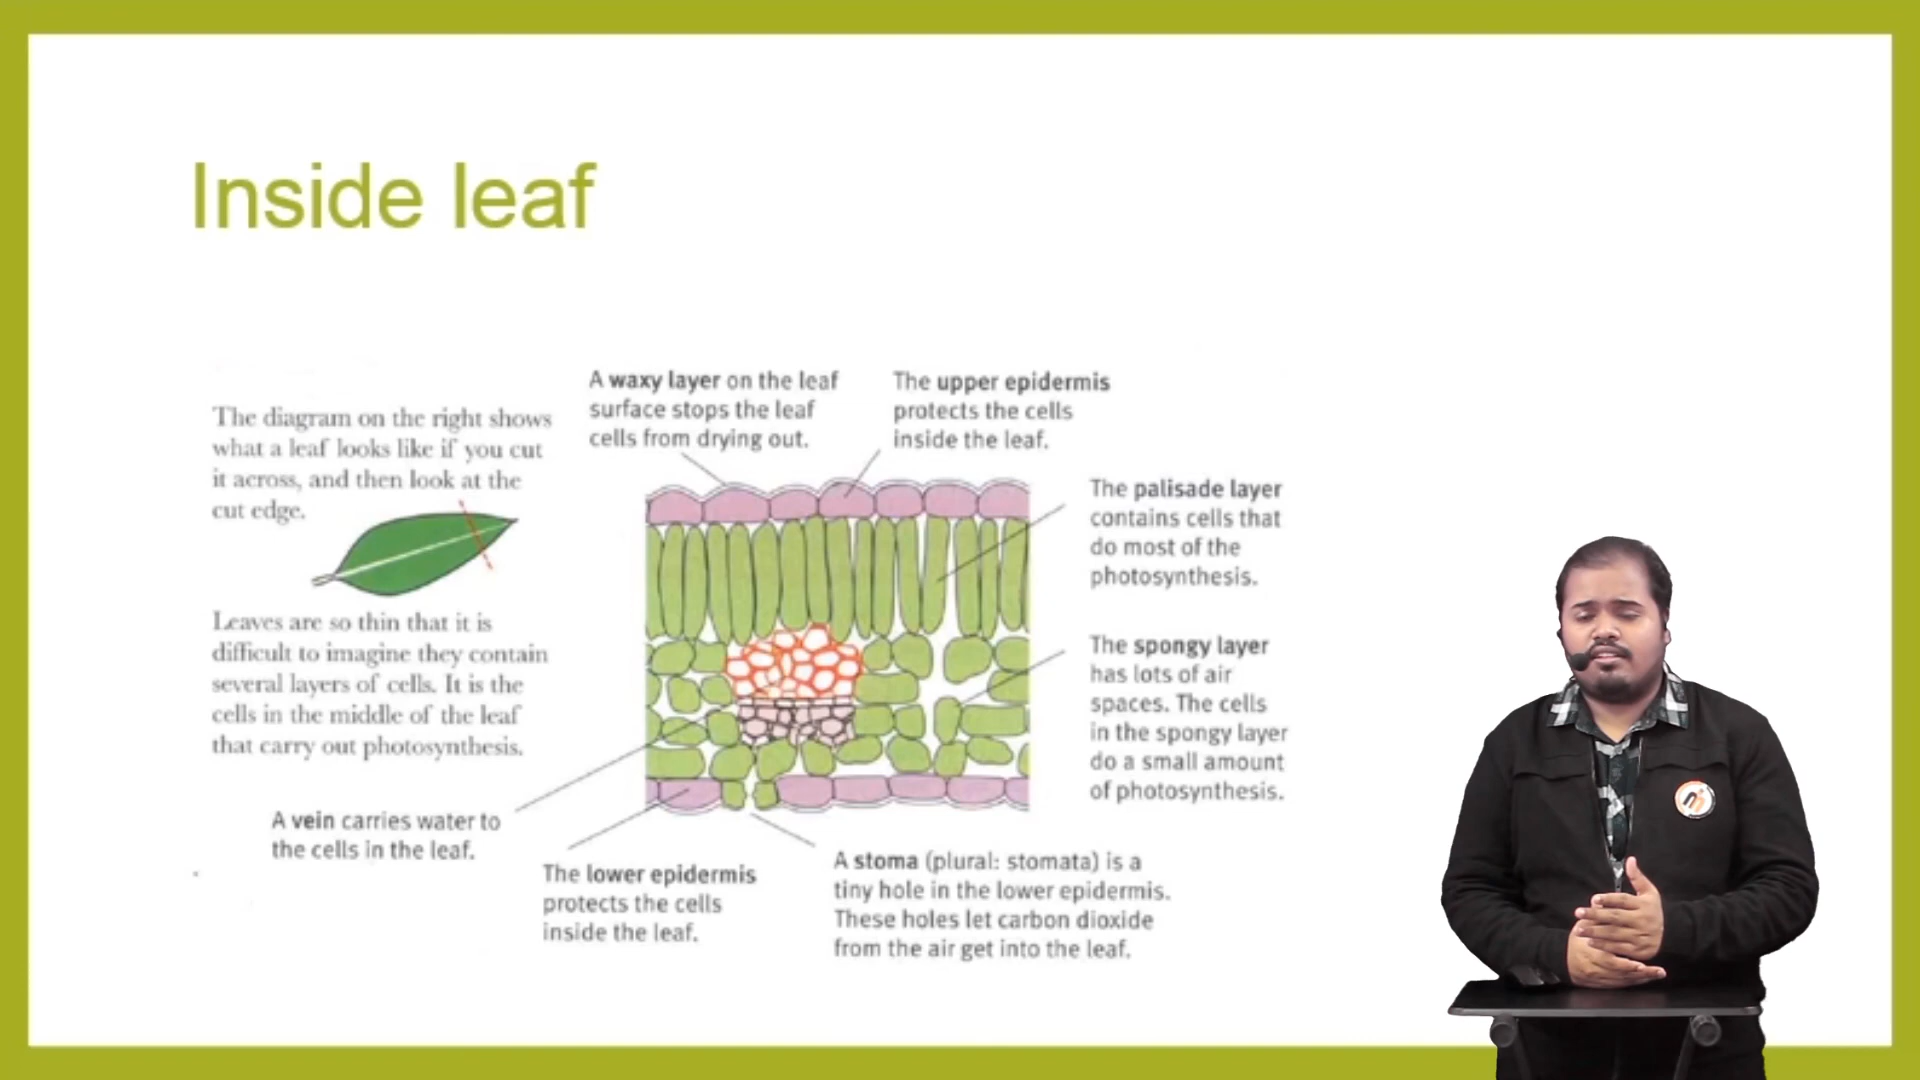 Inside leaf
The diagram on the right shows
what a leaf looks like if you cut
it across, and then look at the
cut edge.
Leaves are so thin that it is
difficult to imagine they contain
several layers of cells. It is the
cells in the middle of the leaf
that carry out photosynthesis.
A waxy layer on the leaf
surface stops the leaf
cells from drying out.
The upper epidermis
protects the cells
inside the leaf.
The palisade layer
contains cells that
do most of the
photosynthesis.
The spongy layer
has lots of air
spaces. The cells
in the spongy layer
do a small amount
of photosynthesis.
A vein carries water to
the cells in the leaf.
The lower epidermis
protects the cells
inside the leaf.
A stoma (plural: stomata) is a
tiny hole in the lower epidermis.
These holes let carbon dioxide
from the air get into the leaf.